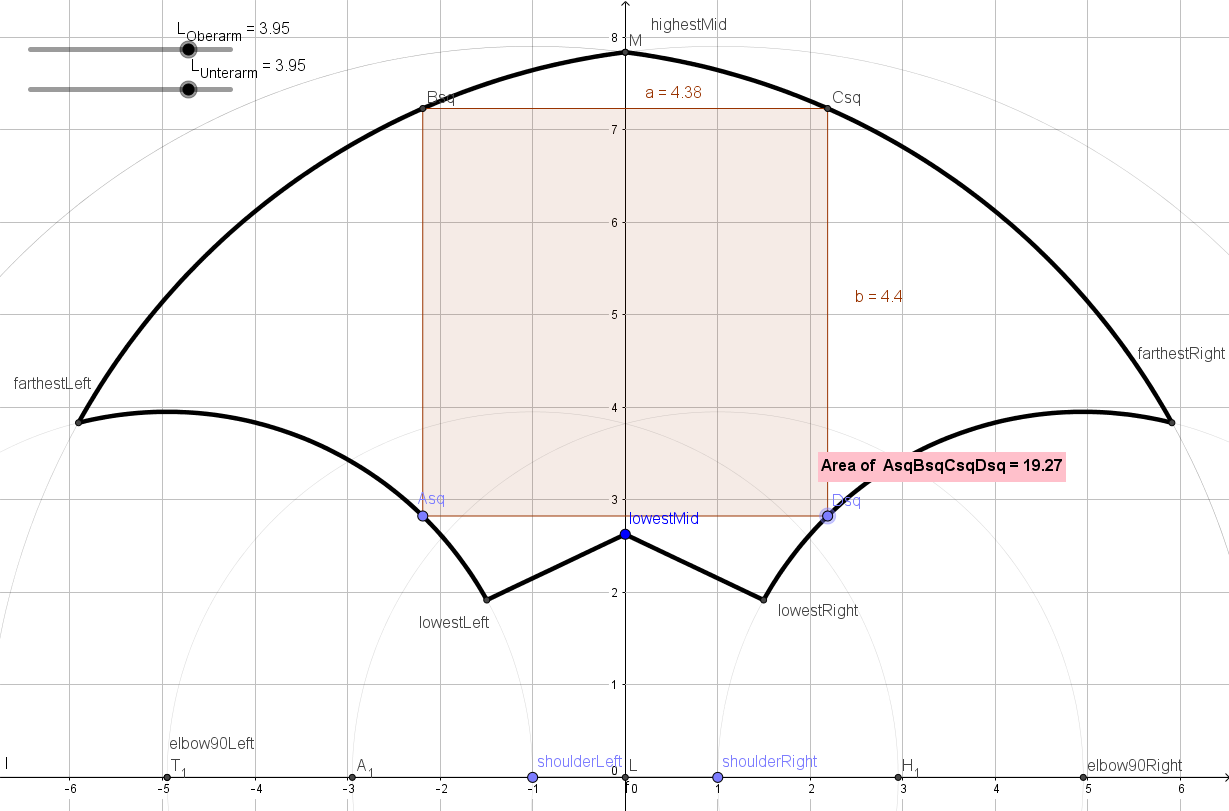 L_Oberarm = 3.95
highestMid
M
8
L_Unterarm = 3.95
Bsq
a = 4.38
Csq
7
6
5
b = 4.4
farthestRight
farthestLeft
4
Area of AsqBsqCsqDsq = 19.27
3
Asq
Dsq
lowestMid
2
lowestRight
lowestLeft
1
elbow90Left
l
T1
A1
shoulderLeft
0
L
shoulderRight
H1
elbow90Right
-6
-5
-4
-3
-2
-1
0
1
2
3
4
5
6